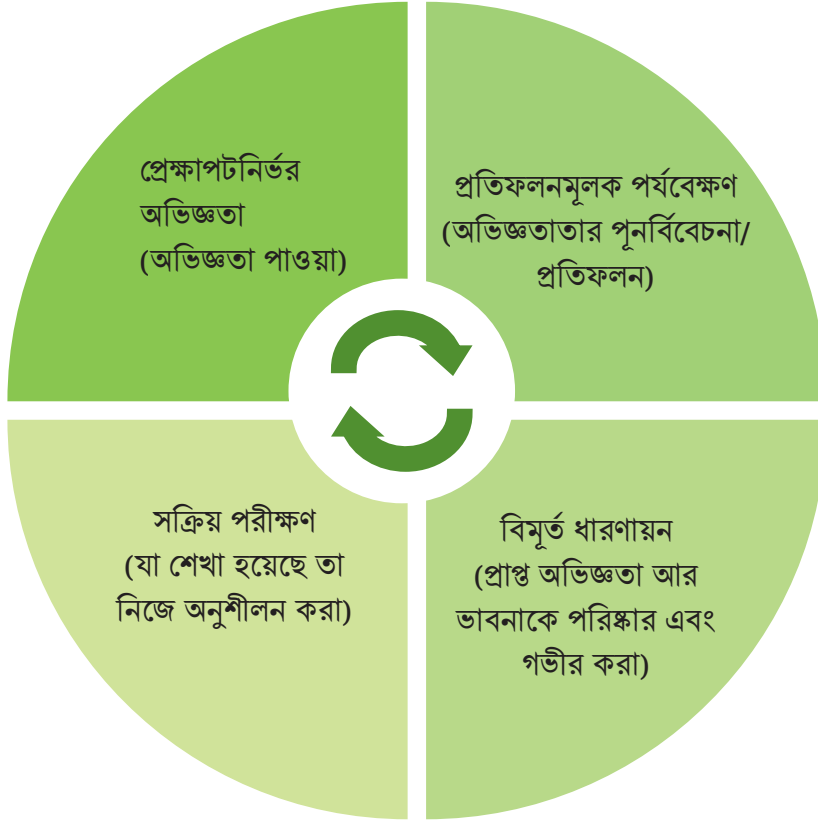 প্রেক্ষাপটনির্ভর
অভিজ্ঞতা
(অভিজ্ঞতা পাওয়া)
প্রতিফলনমূলক পর্যবেক্ষণ
(অভিজ্ঞতাতার পূনর্বিবেচনা/
প্রতিফলন)
বিমূর্ত ধারণায়ন
(প্রাপ্ত অভিজ্ঞতা আর
ভাবনাকে পরিষ্কার এবং
গভীর করা)
সক্রিয় পরীক্ষণ
(যা শেখা হয়েছে তা
নিজে অনুশীলন করা)